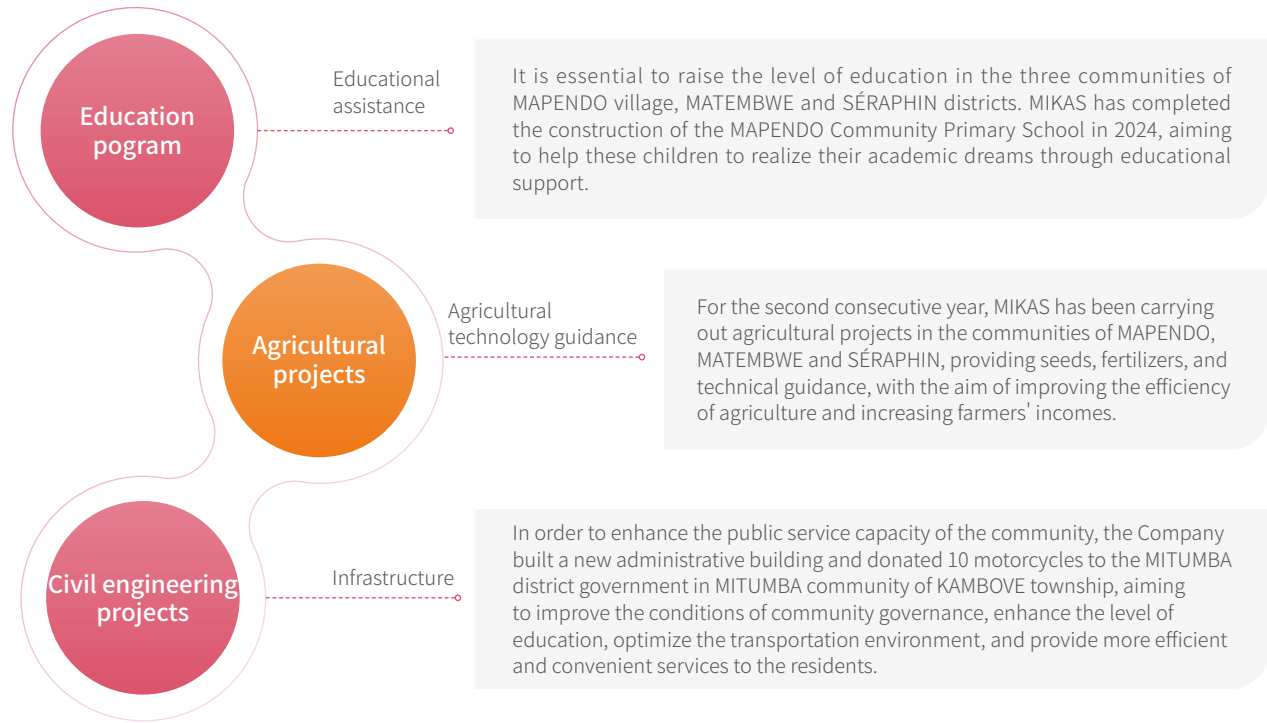 Education
pogram
Educational
assistance
It is essential to raise the level of education in the three communities of
MAPENDO village, MATEMBWE and SÉRAPHIN districts. MIKAS has completed
the construction of the MAPENDO Community Primary School in 2024, aiming
to help these children to realize their academic dreams through educational
support.
Agricultural
projects
Agricultural
technology guidance
For the second consecutive year, MIKAS has been carrying
out agricultural projects in the communities of MAPENDO,
MATEMBWE and SÉRAPHIN, providing seeds, fertilizers, and
technical guidance, with the aim of improving the efficiency
of agriculture and increasing farmers' incomes.
Civil engineering
projects
Infrastructure
In order to enhance the public service capacity of the community, the Company
built a new administrative building and donated 10 motorcycles to the MITUMBA
district government in MITUMBA community of KAMBOVE township, aiming
to improve the conditions of community governance, enhance the level of
education, optimize the transportation environment, and provide more efficient
and convenient services to the residents.